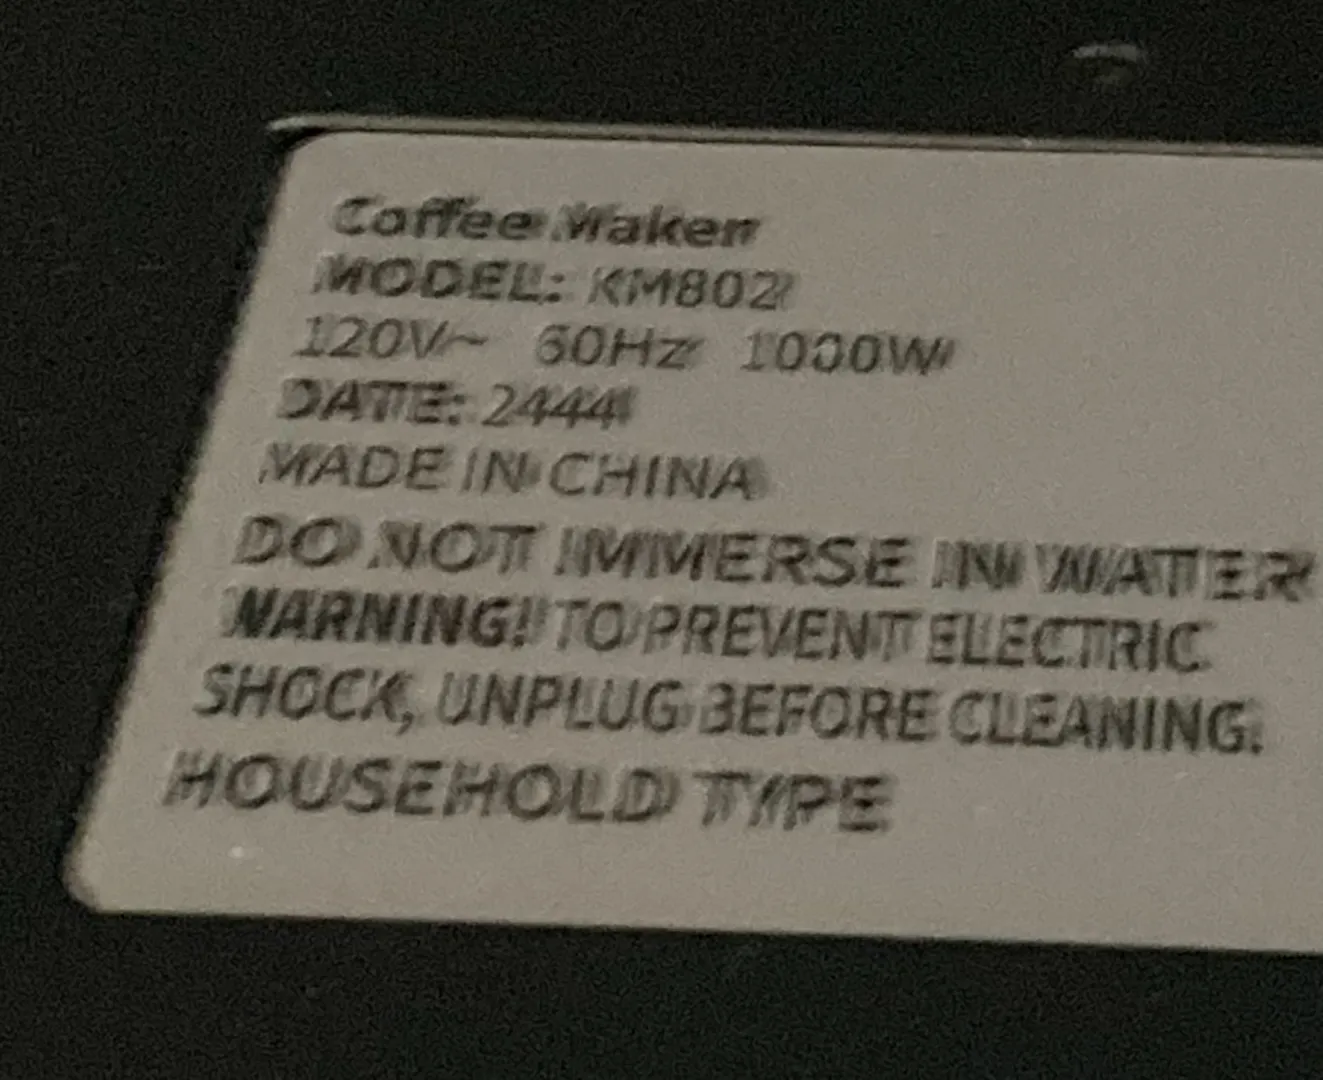 Coffee Maker
MODEL: KM802
120V~ 60Hz 1000W
DATE: 2444
MADE IN CHINA
DO NOT IMMERSE IN WATER
WARNING! TO PREVENT ELECTRIC
SHOCK, UNPLUG BEFORE CLEANING.
HOUSEHOLD TYPE